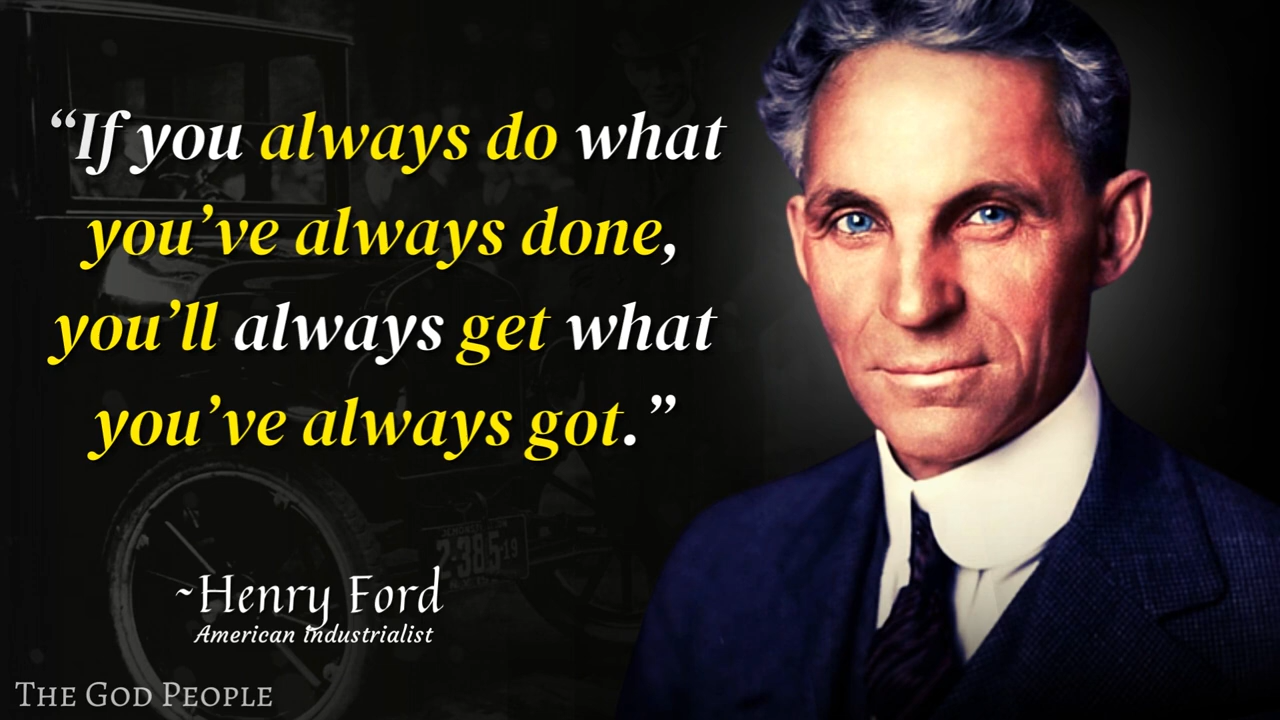 “If you always do what
you’ve always done,
you’ll always get what
you’ve always got.”
~Henry Ford
American industrialist
THE GOD PEOPLE